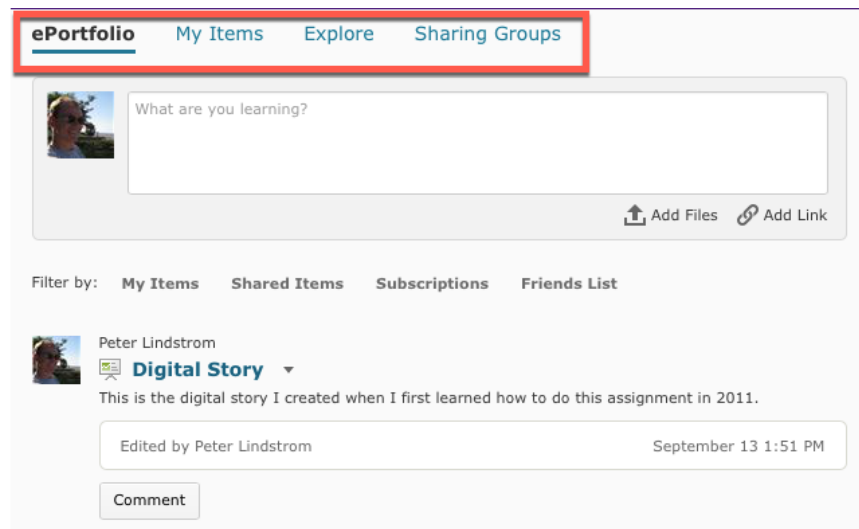 ePortfolio My Items Explore Sharing Groups
What are you learning?
Add Files Add Link
Filter by: My Items Shared Items Subscriptions Friends List
Peter Lindstrom
Digital Story
This is the digital story I created when I first learned how to do this assignment in 2011.
Edited by Peter Lindstrom September 13 1:51 PM
Comment